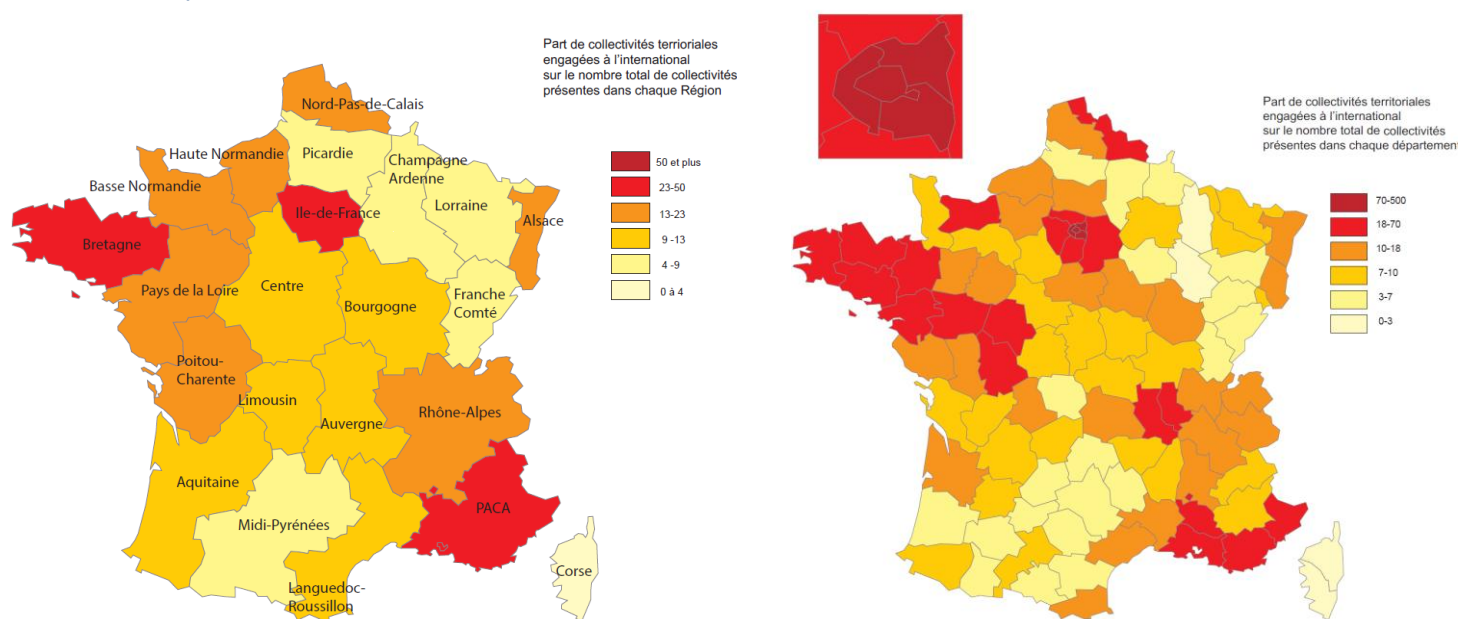 Part de collectivités terrioriales
engagées à l'international
sur le nombre total de collectivités
présentes dans chaque Région
50 et plus
23-50
13-23
9 -13
4 -9
0 à 4
Nord-Pas-de-Calais
Haute Normandie
Picardie
Champagne
Ardenne
Basse Normandie
Ile-de-France
Lorraine
Alsace
Bretagne
Pays de la Loire
Centre
Bourgogne
Franche
Comté
Poitou-
Charente
Limousin
Auvergne
Rhône-Alpes
Aquitaine
PACA
Midi-Pyrénées
Languedoc-
Roussillon
Corse
Part de collectivités territoriales
engagées à l'international
sur le nombre total de collectivités
présentes dans chaque département
70-500
18-70
10-18
7-10
3-7
0-3